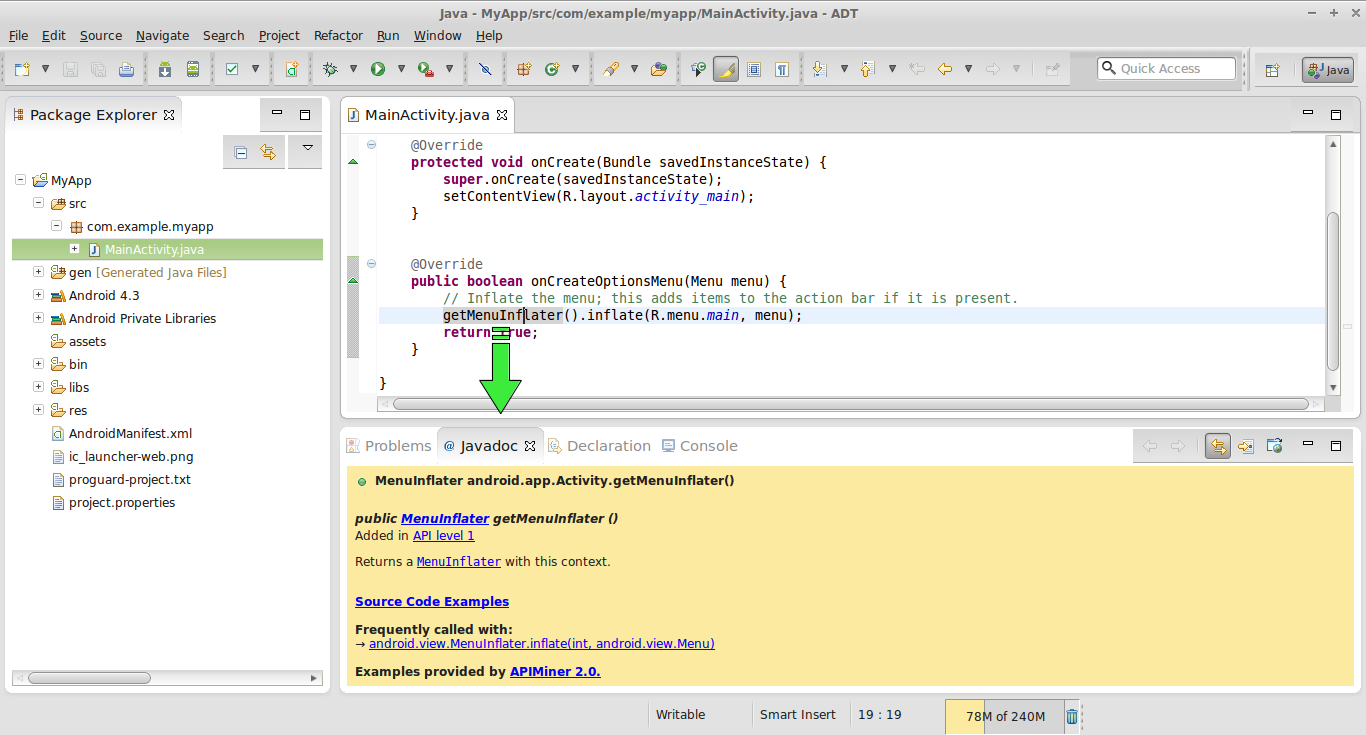 Java - MyApp/src/com/example/myapp/MainActivity.java - ADT
File Edit Source Navigate Search Project Refactor Run Window Help
Quick Access
Java
Package Explorer
MyApp
src
com.example.myapp
MainActivity.java
gen [Generated Java Files]
Android 4.3
Android Private Libraries
assets
bin
libs
res
AndroidManifest.xml
ic_launcher-web.png
proguard-project.txt
project.properties
MainActivity.java
@Override
protected void onCreate(Bundle savedInstanceState) {
super.onCreate(savedInstanceState);
setContentView(R.layout.activity_main);
}
@Override
public boolean onCreateOptionsMenu(Menu menu) {
// Inflate the menu; this adds items to the action bar if it is present.
getMenuInflater().inflate(R.menu.main, menu);
return true;
}
}
Problems @ Javadoc Declaration Console
MenuInflater android.app.Activity.getMenuInflater()
public MenuInflater getMenuInflater ()
Added in API level 1
Returns a MenuInflater with this context.
Source Code Examples
Frequently called with:
→ android.view.MenuInflater.inflate(int, android.view.Menu)
Examples provided by APIMiner 2.0.
Writable Smart Insert 19 : 19 78M of 240M